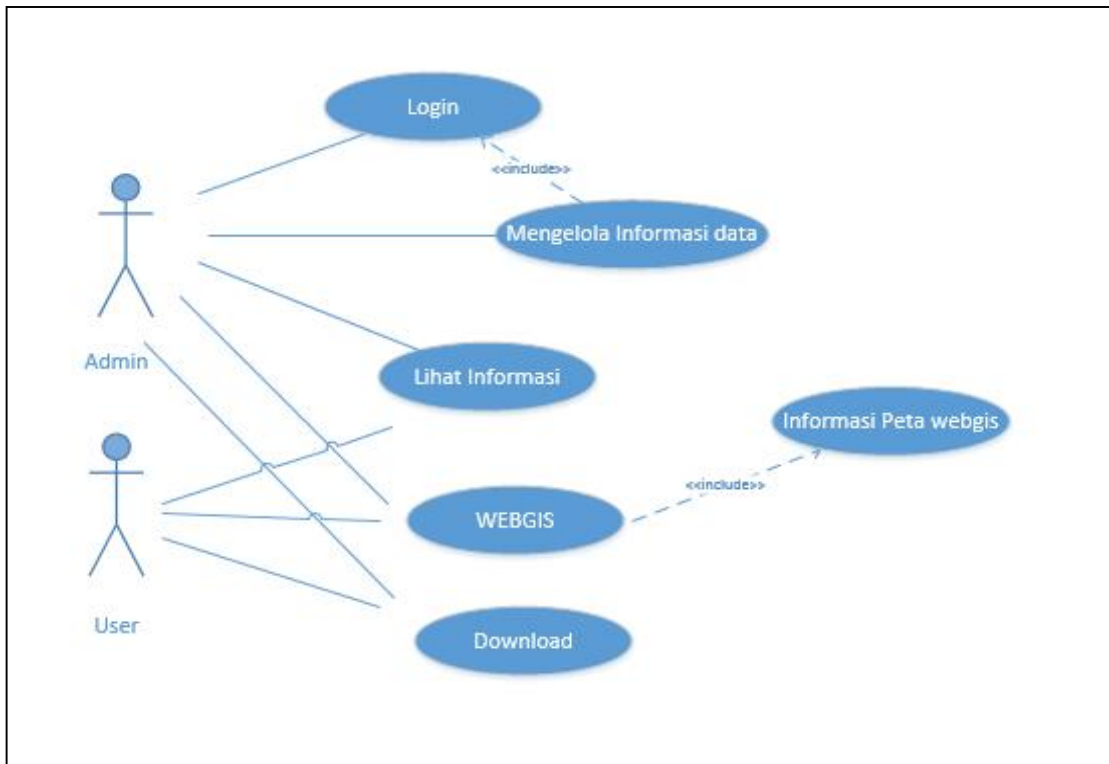 Login
<<include>>
Mengelola Informasi data
Admin
Lihat Informasi
Informasi Peta webgis
<<include>>
WEBGIS
User
Download